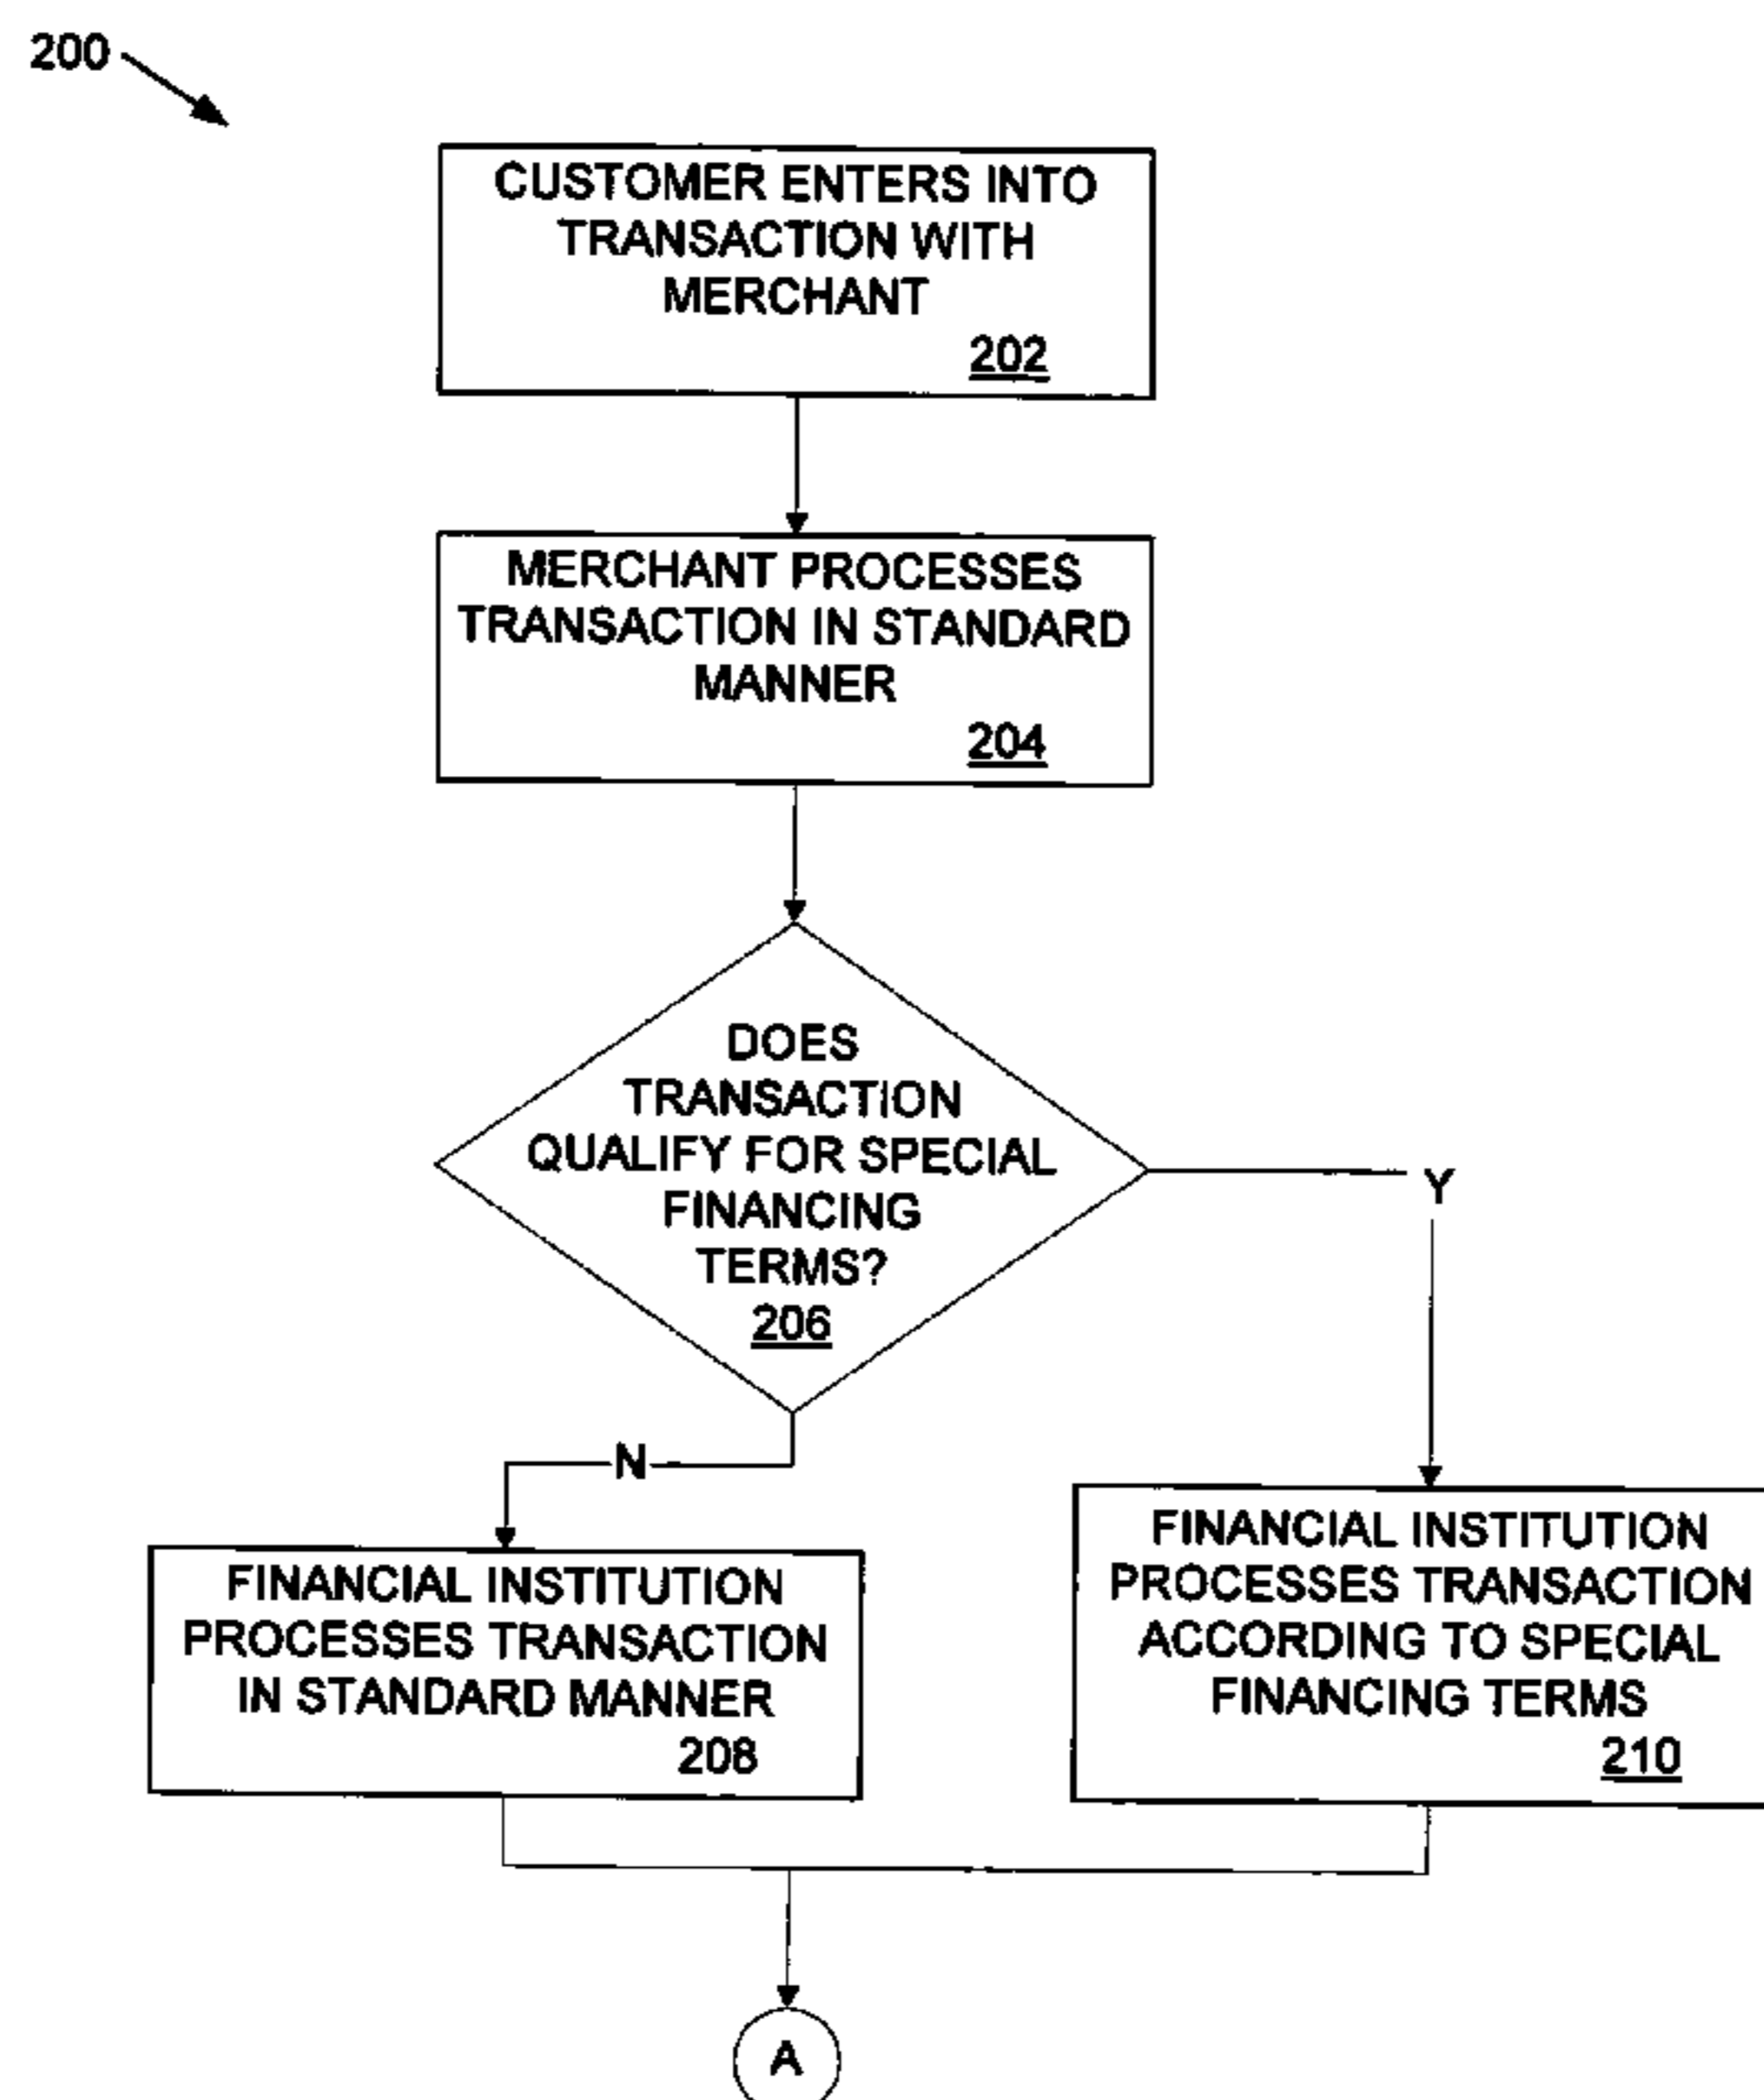 200
CUSTOMER ENTERS INTO
TRANSACTION WITH
MERCHANT
202
MERCHANT PROCESSES
TRANSACTION IN STANDARD
MANNER
204
DOES
TRANSACTION
QUALIFY FOR SPECIAL
FINANCING
TERMS?
206
Y
N
FINANCIAL INSTITUTION
PROCESSES TRANSACTION
IN STANDARD MANNER
208
FINANCIAL INSTITUTION
PROCESSES TRANSACTION
ACCORDING TO SPECIAL
FINANCING TERMS
210
A